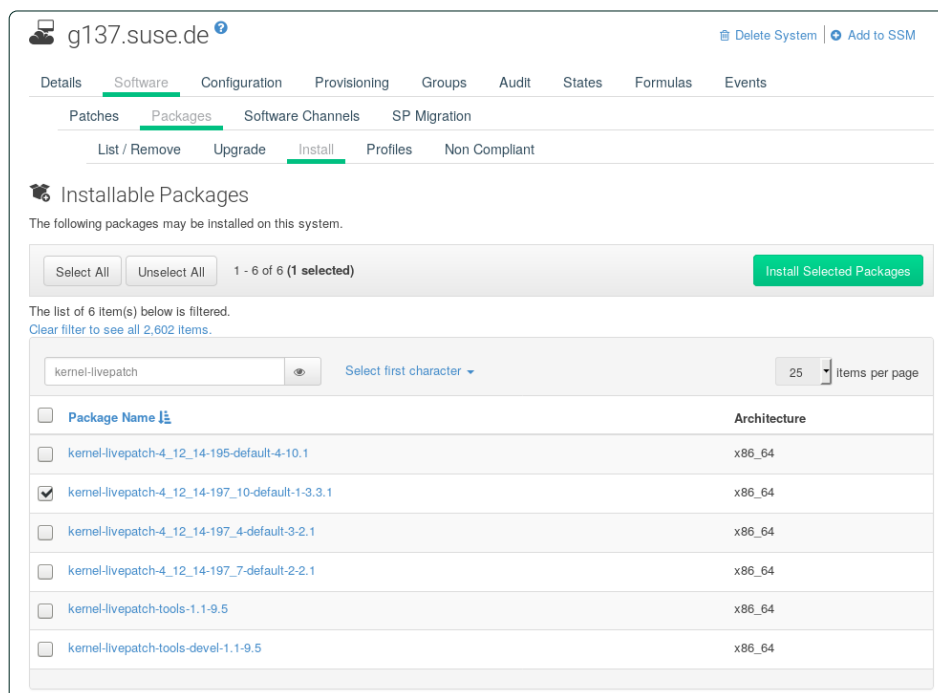 g137.suse.de ?
Delete System | Add to SSM
Details Software Configuration Provisioning Groups Audit States Formulas Events
Patches Packages Software Channels SP Migration
List / Remove Upgrade Install Profiles Non Compliant
Installable Packages
The following packages may be installed on this system.
Select All Unselect All 1 - 6 of 6 (1 selected) Install Selected Packages
The list of 6 item(s) below is filtered.
Clear filter to see all 2,602 items.
kernel-livepatch Select first character 25 items per page
Package Name Architecture
kernel-livepatch-4_12_14-195-default-4-10.1 x86_64
kernel-livepatch-4_12_14-197_10-default-1-3.3.1 x86_64
kernel-livepatch-4_12_14-197_4-default-3-2.1 x86_64
kernel-livepatch-4_12_14-197_7-default-2-2.1 x86_64
kernel-livepatch-tools-1.1-9.5 x86_64
kernel-livepatch-tools-devel-1.1-9.5 x86_64